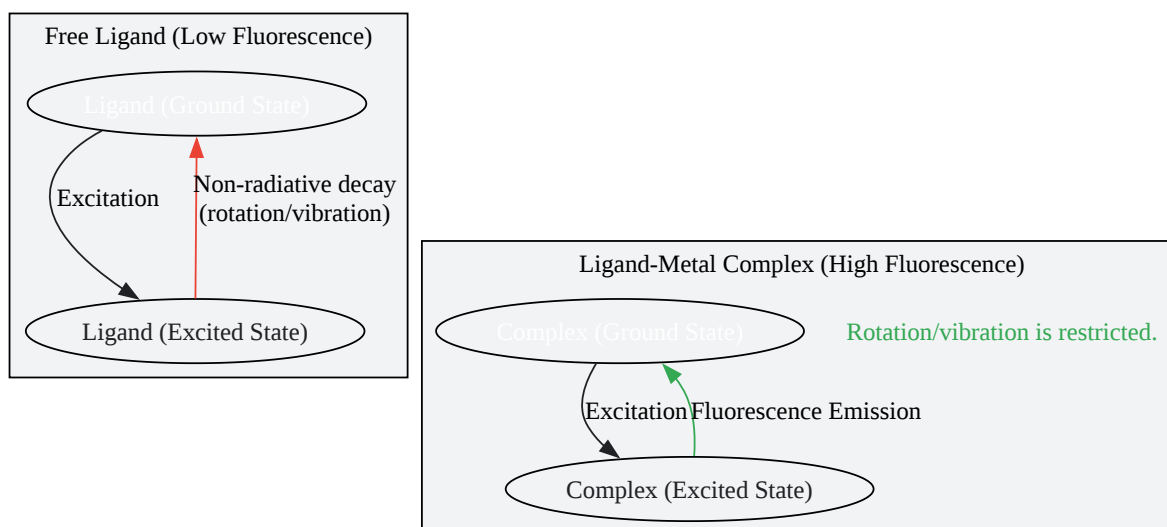 Free Ligand (Low Fluorescence)
Ligand (Ground State)
Excitation
Non-radiative decay
(rotation/vibration)
Ligand (Excited State)
Ligand-Metal Complex (High Fluorescence)
Complex (Ground State)
Rotation/vibration is restricted.
Excitation
Fluorescence Emission
Complex (Excited State)